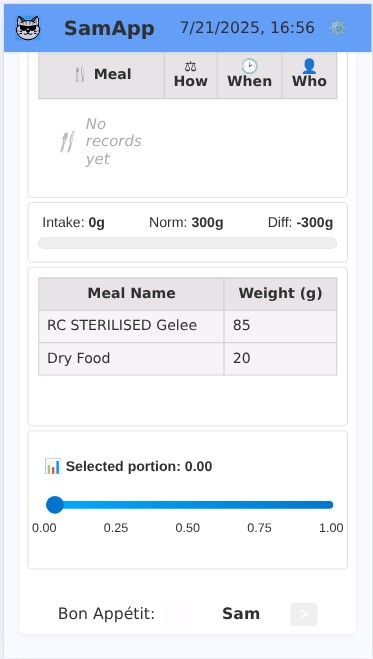 SamApp 7/21/2025, 16:56
Meal How When Who
No records yet
Intake: 0g Norm: 300g Diff: -300g
Meal Name Weight (g)
RC STERILISED Gelee 85
Dry Food 20
Selected portion: 0.00
0.00 0.25 0.50 0.75 1.00
Bon Appétit: Sam >